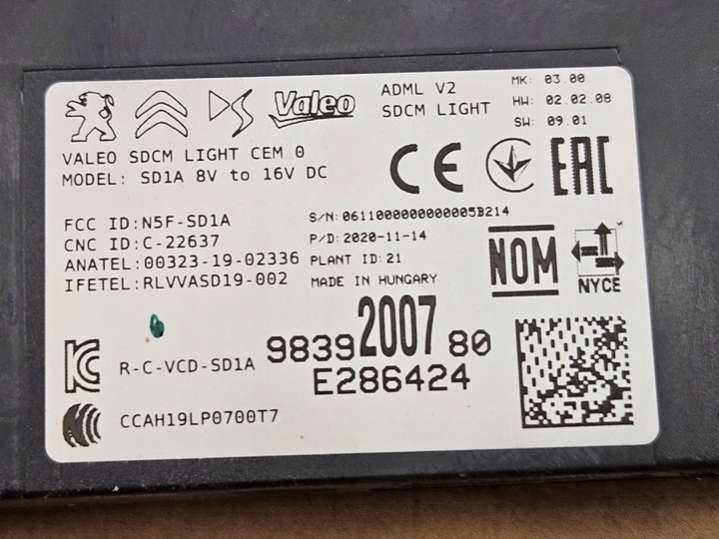 Valeo
ADML V2
SDCM LIGHT
MK: 03.00
HW: 02.02.08
SW: 09.01
VALEO SDCM LIGHT CEM 0
MODEL: SD1A 8V to 16V DC
CE
EAC
FCC ID:N5F-SD1A
CNC ID:C-22637
ANATEL:00323-19-02336
IFETEL:RLVVASD19-002
S/N:0611000000000005B214
P/D:2020-11-14
PLANT ID:21
MADE IN HUNGARY
NOM
NYCE
R-C-VCD-SD1A
9839200780
E286424
CCAH19LP0700T7